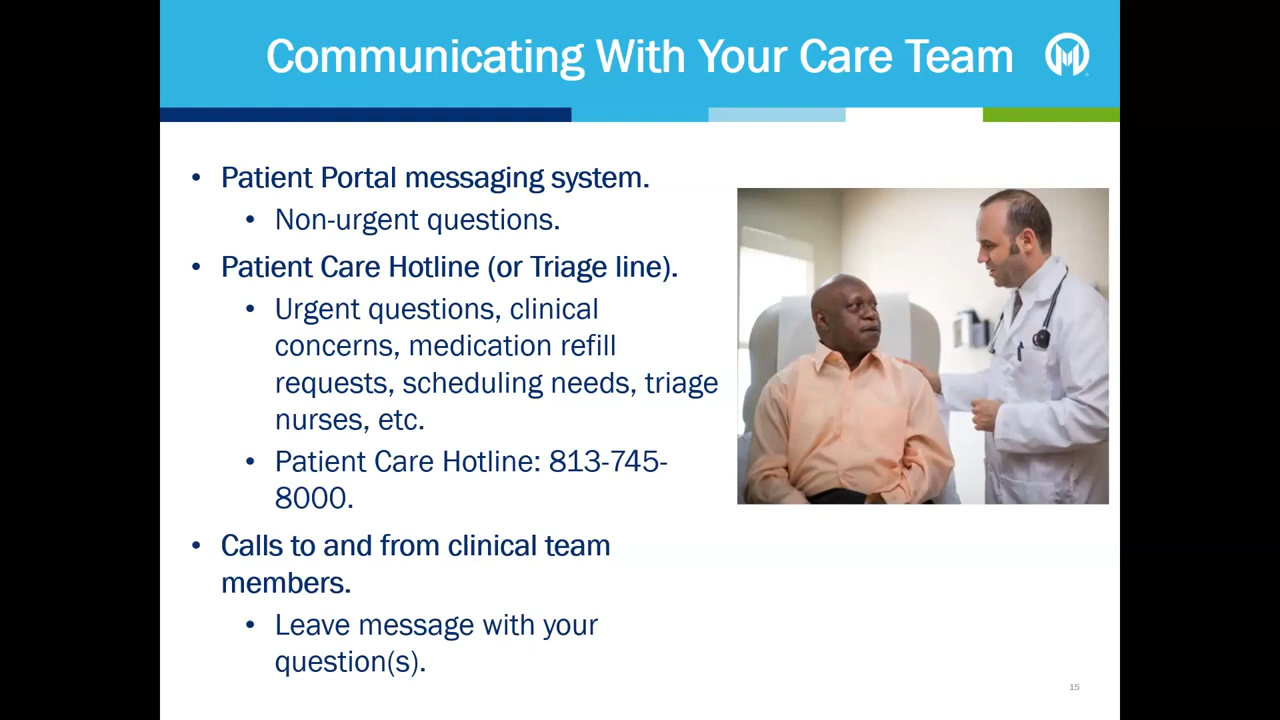 Communicating With Your Care Team
• Patient Portal messaging system.
• Non-urgent questions.
• Patient Care Hotline (or Triage line).
• Urgent questions, clinical
concerns, medication refill
requests, scheduling needs, triage
nurses, etc.
• Patient Care Hotline: 813-745-
8000.
• Calls to and from clinical team
members.
• Leave message with your
question(s).
15